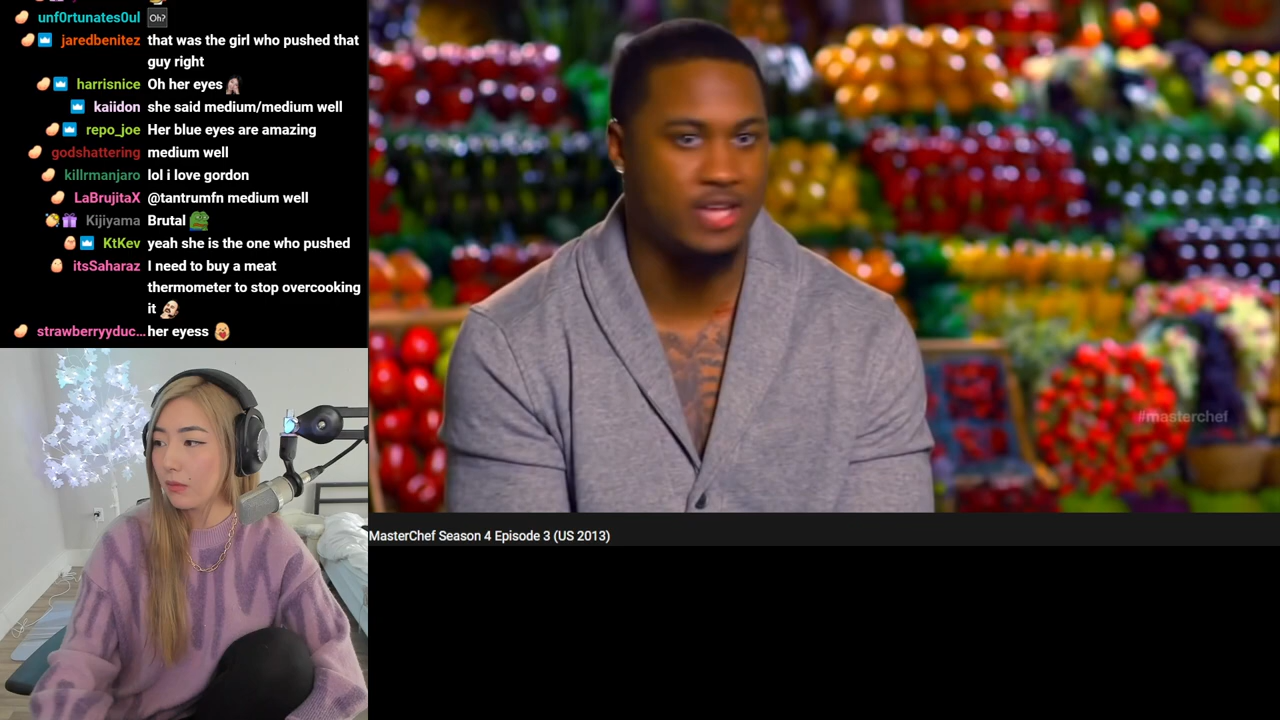 unf0rtunates0ul Oh?
jaredbenitez that was the girl who pushed that
guy right
harrisnice Oh her eyes
kaiidon she said medium/medium well
repo_joe Her blue eyes are amazing
godshattering medium well
killrmanjaro lol i love gordon
LaBrujitaX @tantrumfn medium well
Kijiyama Brutal
KtKev yeah she is the one who pushed
itsSaharaz I need to buy a meat
thermometer to stop overcooking
it
strawberryyduc... her eyess
#masterchef
MasterChef Season 4 Episode 3 (US 2013)